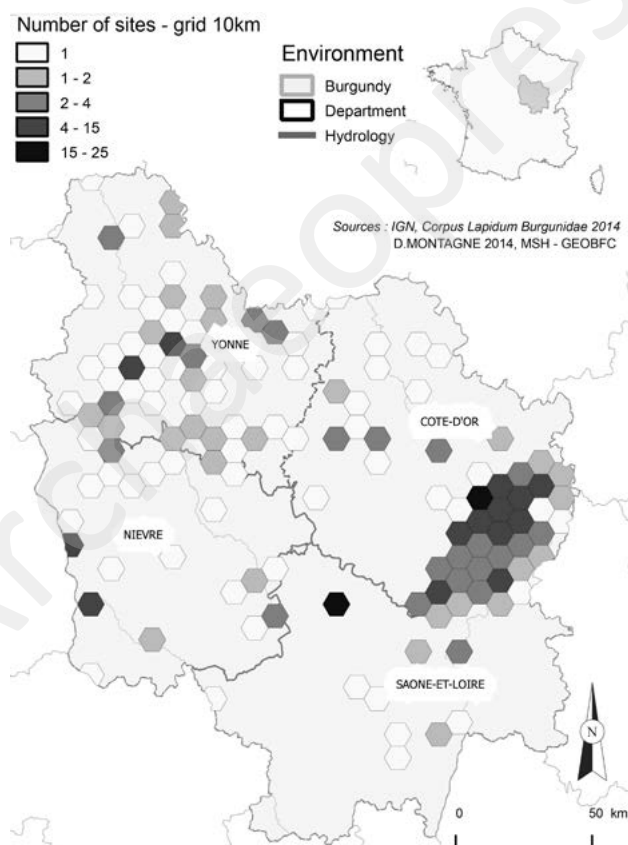 Number of sites - grid 10km
1
1 - 2
2 - 4
4 - 15
15 - 25
Environment
Burgundy
Department
Hydrology
Sources : IGN, Corpus Lapidum Burgunidae 2014
D.MONTAGNE 2014, MSH - GEOBFC
YONNE
COTE-D'OR
NIEVRE
SAONE-ET-LOIRE
N
0 50 km